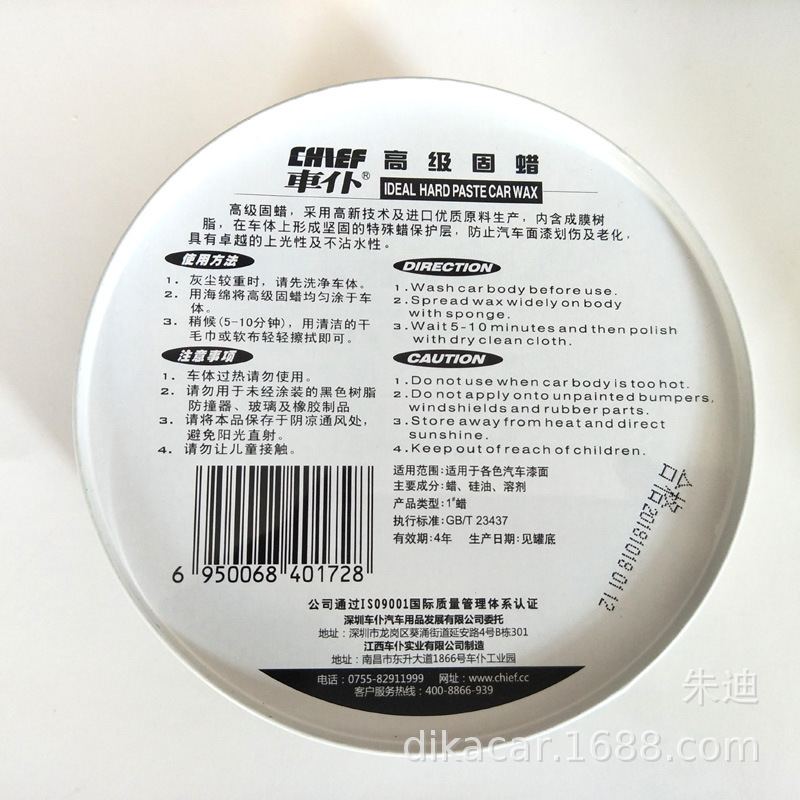 CHIEF 高级固蜡
車仆® IDEAL HARD PASTE CAR WAX
高级固蜡，采用高新技术及进口优质原料生产，内含成膜树
脂，在车体上形成坚固的特殊蜡保护层，防止汽车面漆划伤及老化，
具有卓越的上光性及不沾水性。
使用方法
1. 灰尘较重时，请先洗净车体。
2. 用海绵将高级固蜡均匀涂于车
体。
3. 稍候(5-10分钟)，用清洁的干
毛巾或软布轻轻擦拭即可。
注意事项
1. 车体过热请勿使用。
2. 请勿用于未经涂装的黑色树脂
防撞器、玻璃及橡胶制品
3. 请将本品保存于阴凉通风处，
避免阳光直射。
4. 请勿让儿童接触。
DIRECTION
1.Wash car body before use.
2.Spread wax widely on body
with sponge.
3.Wait 5-10 minutes and then polish
with dry clean cloth.
CAUTION
1.Do not use when car body is too hot.
2.Do not apply onto unpainted bumpers,
windshields and rubber parts.
3.Store away from heat and direct
sunshine.
4.Keep out of reach of children.
适用范围: 适用于各色汽车漆面
主要成分: 蜡、硅油、溶剂
产品类型: 1#蜡
执行标准: GB/T 23437
有效期: 4年 生产日期: 见罐底
6 950068 401728
合格
20181018 01 12
公司通过ISO9001国际质量管理体系认证
深圳车仆汽车用品发展有限公司委托
地址: 深圳市龙岗区葵涌街道延安路4号B栋301
江西车仆实业有限公司制造
地址: 南昌市东升大道1866号车仆工业园
电话: 0755-82911999 网址: www.chief.cc
客户服务热线: 400-8866-939
朱迪
dikacar.1688.com